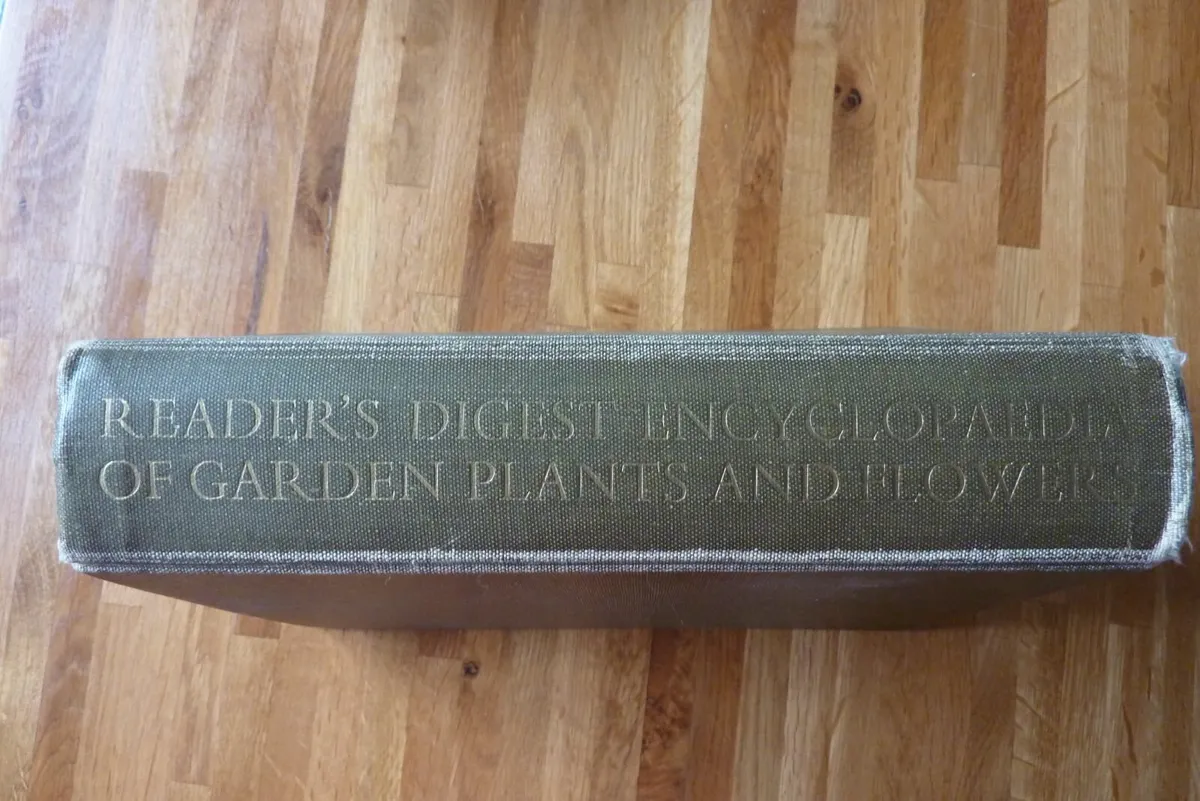 READER'S DIGEST ENCYCLOPAEDIA
OF GARDEN PLANTS AND FLOWERS